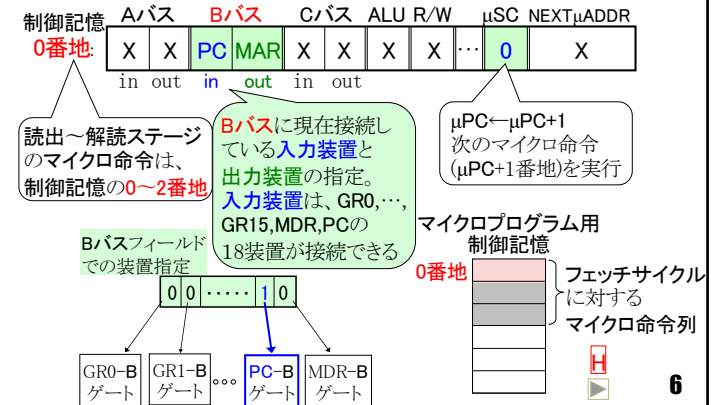 制御記憶 Aバス Bバス Cバス ALU R/W μSC NEXTμADDR
0番地: X X PC MAR X X X X … 0 X
in out in out in out
読出～解読ステージ
のマイクロ命令は、
制御記憶の0～2番地
Bバスに現在接続し
ている入力装置と
出力装置の指定。
入力装置は、GR0,…,
GR15,MDR,PCの
18装置が接続できる
μPC←μPC+1
次のマイクロ命令
(μPC+1番地)を実行
Bバスフィールド
での装置指定
0 0 ····· 1 0
GR0-B
ゲート
GR1-B
ゲート
°°°
PC-B
ゲート
MDR-B
ゲート
マイクロプログラム用
制御記憶
0番地
フェッチサイクル
に対する
マイクロ命令列
H
6